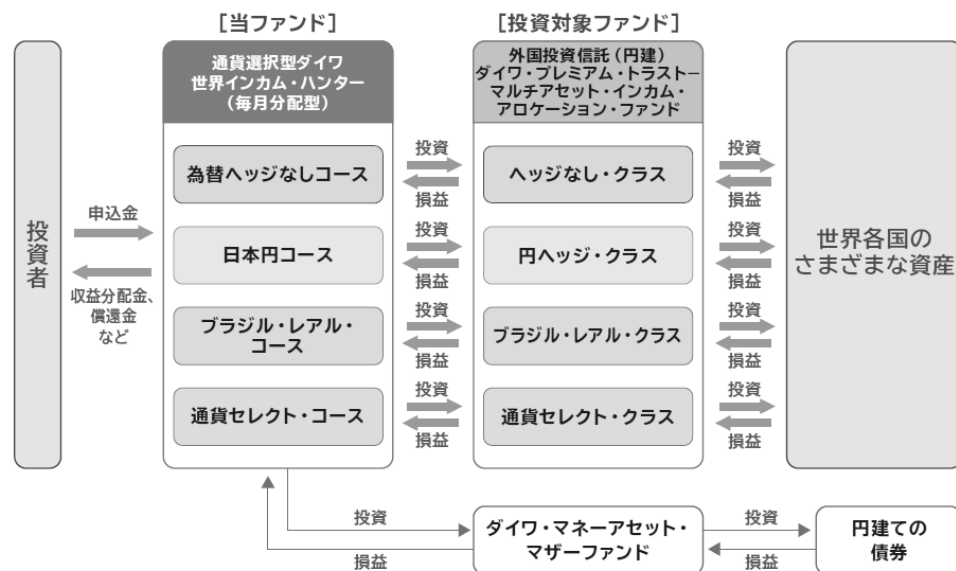 ［当ファンド］
［投資対象ファンド］
通貨選択型ダイワ
世界インカム・ハンター
（毎月分配型）
外国投資信託（円建）
ダイワ・プレミアム・トラスト－
マルチアセット・インカム・
アロケーション・ファンド
投資者
申込金
収益分配金、
償還金
など
為替ヘッジなしコース
投資
損益
ヘッジなし・クラス
投資
損益
日本円コース
投資
損益
円ヘッジ・クラス
投資
損益
ブラジル・レアル・
コース
投資
損益
ブラジル・レアル・クラス
投資
損益
通貨セレクト・コース
投資
損益
通貨セレクト・クラス
投資
損益
世界各国の
さまざまな資産
投資
損益
ダイワ・マネーアセット・
マザーファンド
投資
損益
円建ての
債券